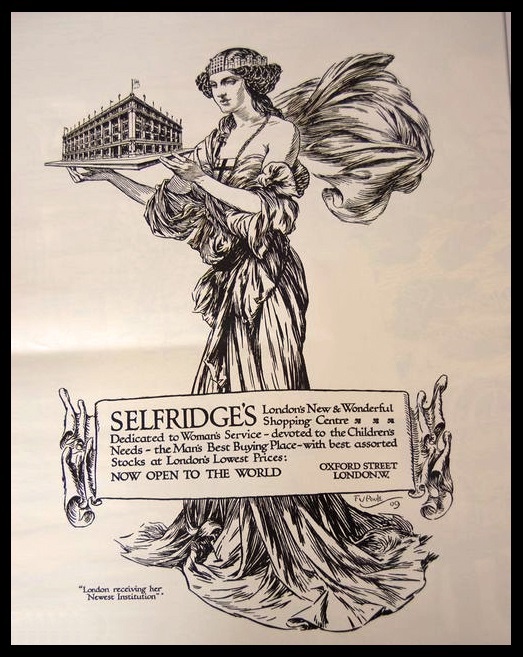 SELFRIDGE'S London's New & Wonderful
Shopping Centre
Dedicated to Woman's Service - devoted to the Children's
Needs - the Man's Best Buying Place - with best assorted
Stocks at London's Lowest Prices:
NOW OPEN TO THE WORLD
OXFORD STREET
LONDON.W.
09
"London receiving her
Newest Institution"